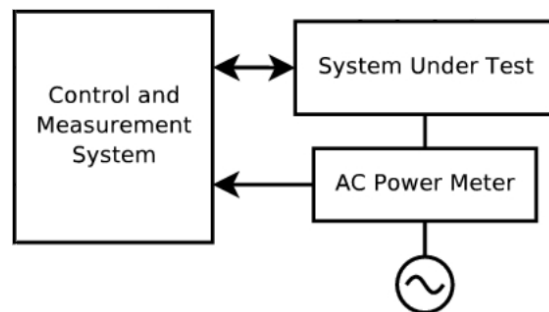 Control and
Measurement
System
System Under Test
AC Power Meter